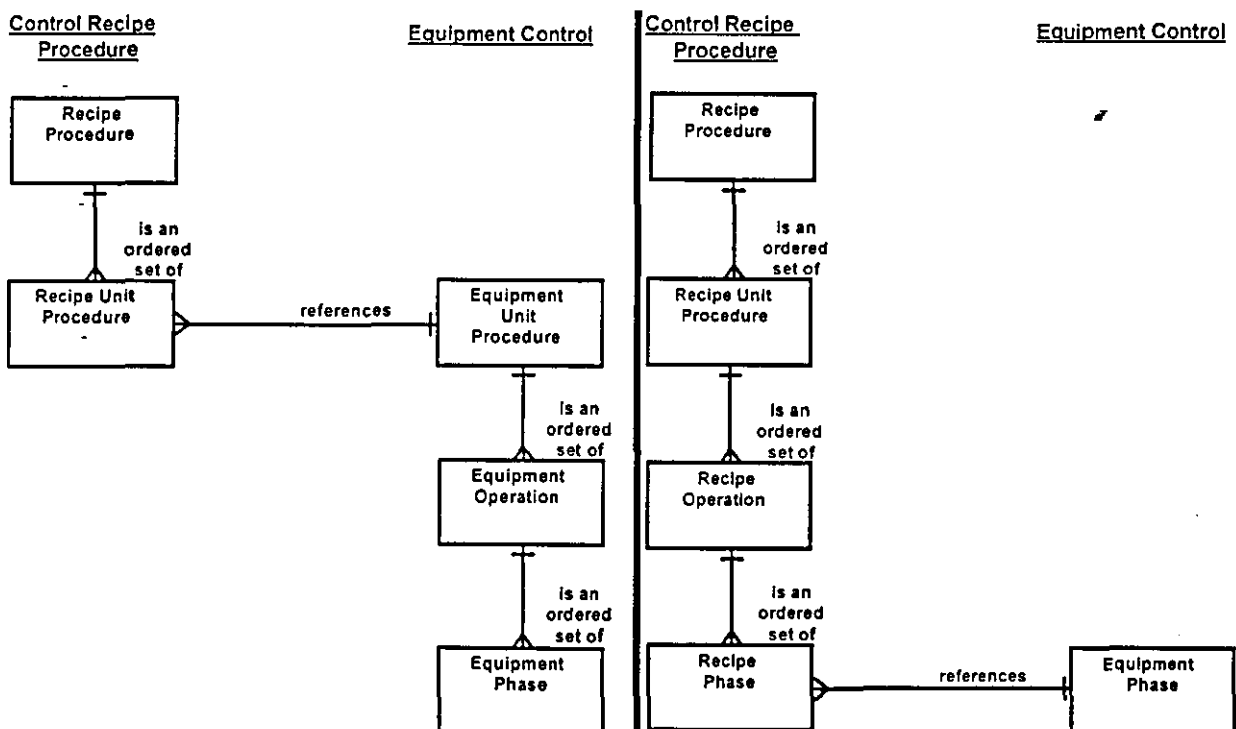 Control Recipe
Procedure
Equipment Control
Recipe
Procedure
is an
ordered
set of
Recipe Unit
Procedure
references
Equipment
Unit
Procedure
is an
ordered
set of
Equipment
Operation
is an
ordered
set of
Equipment
Phase
Control Recipe
Procedure
Equipment Control
Recipe
Procedure
is an
ordered
set of
Recipe Unit
Procedure
is an
ordered
set of
Recipe
Operation
is an
ordered
set of
Recipe
Phase
references
Equipment
Phase